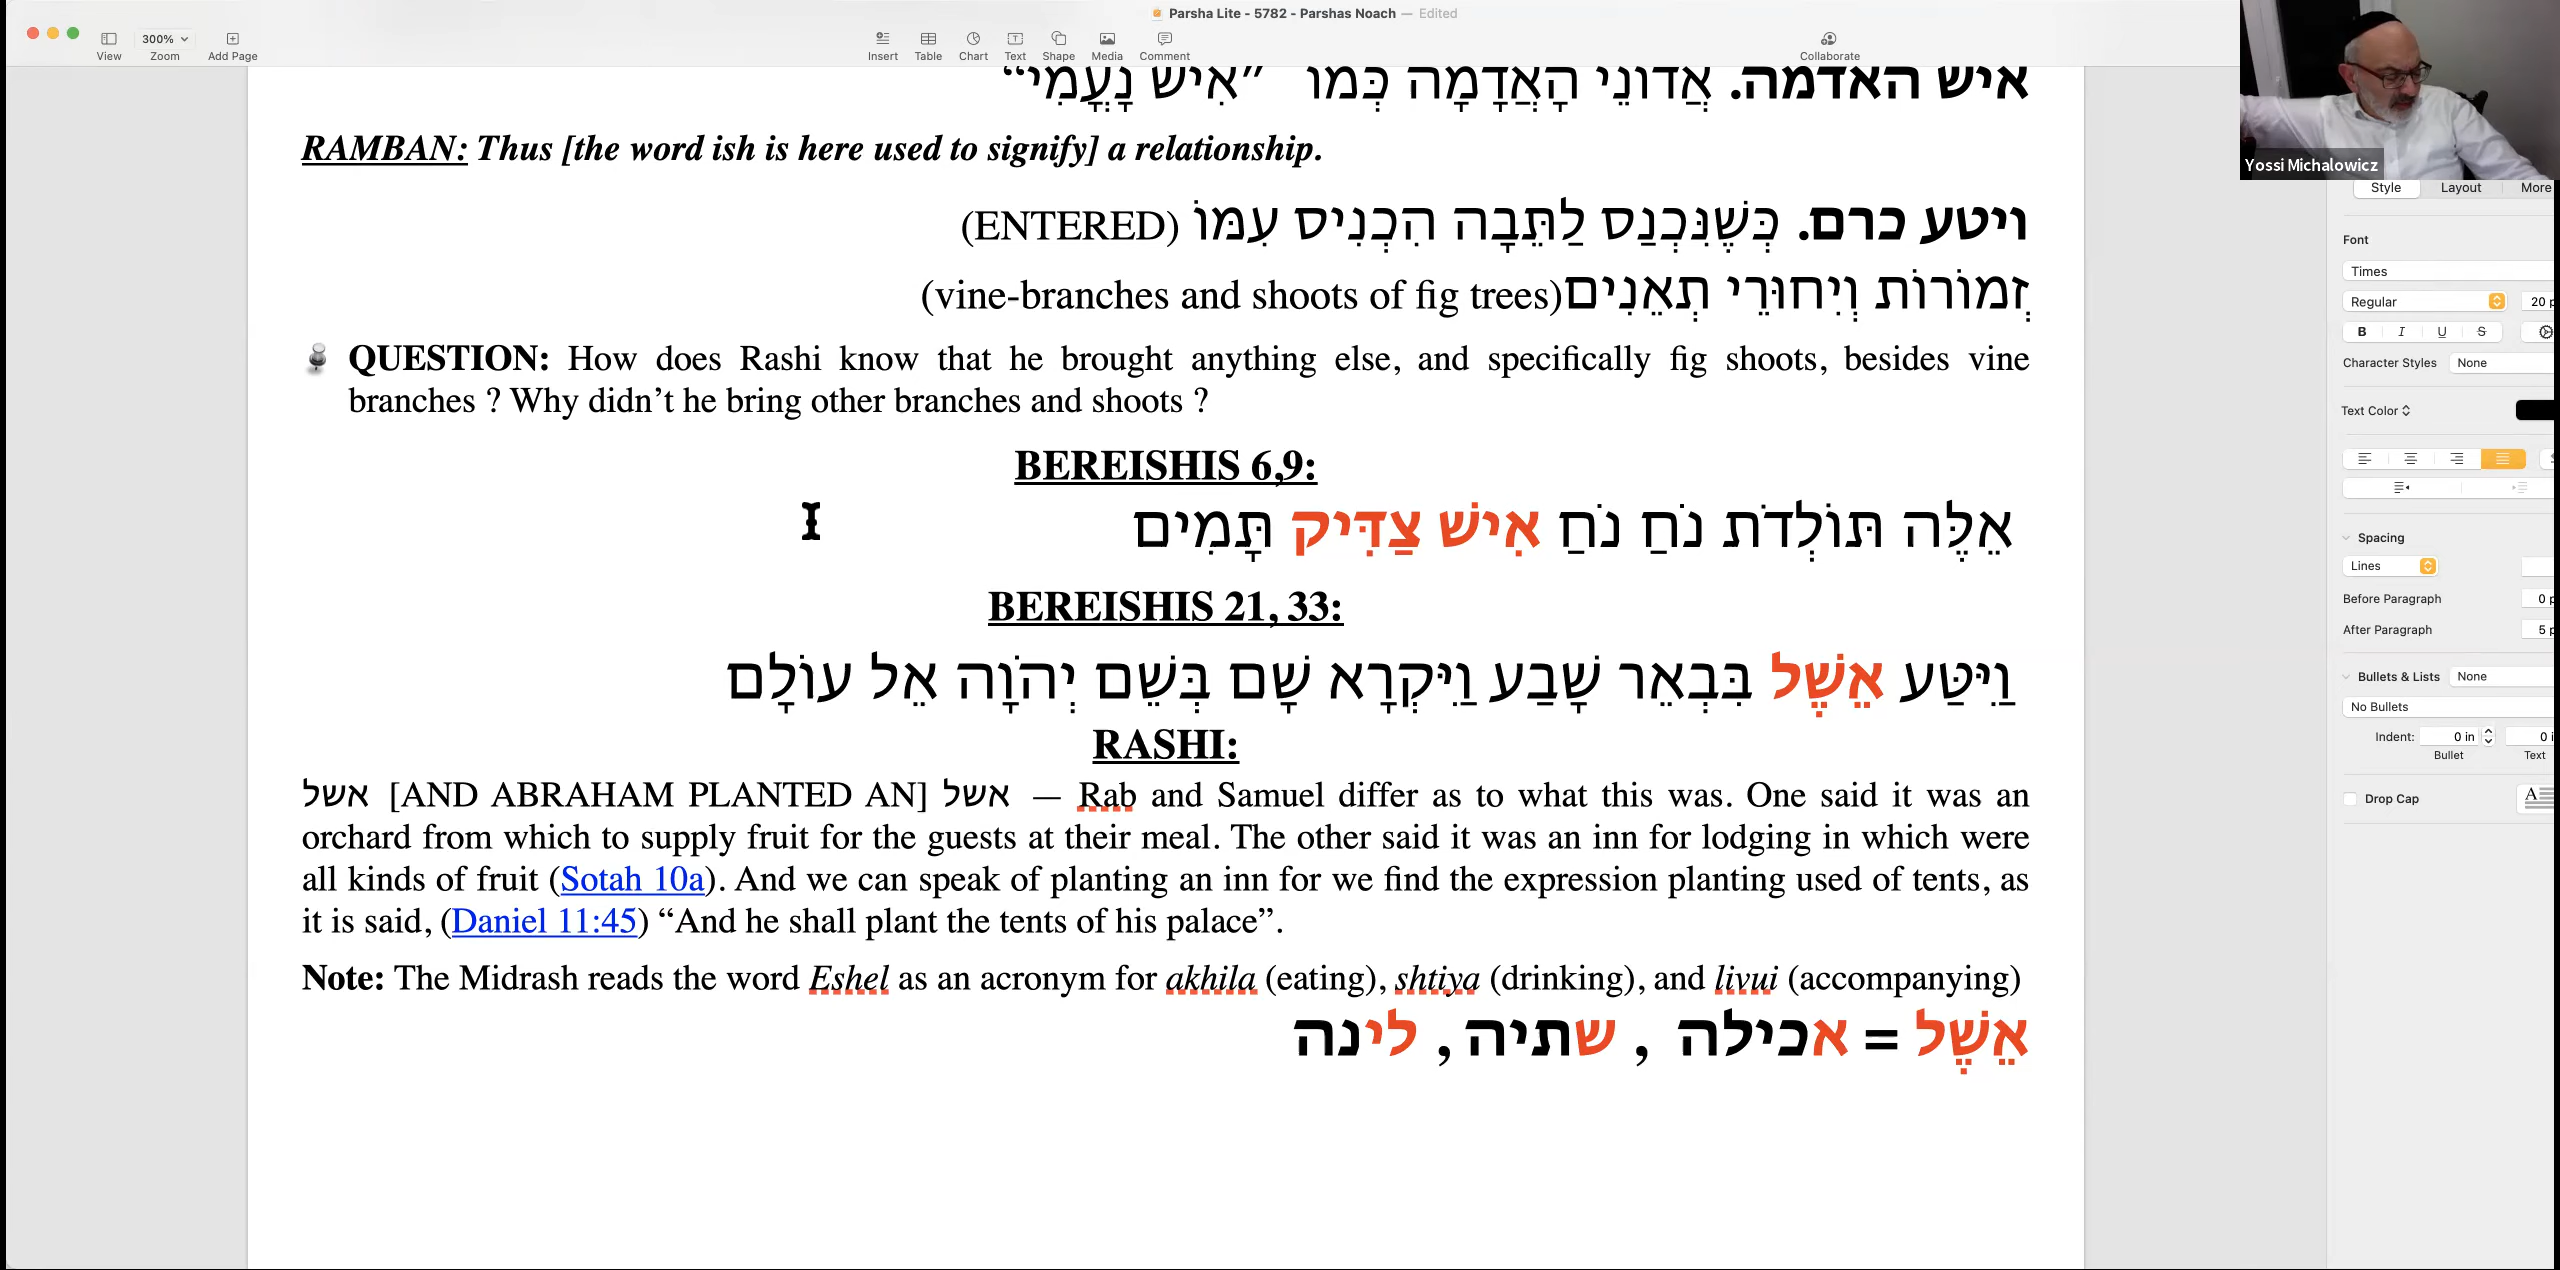 Parsha Lite - 5782 - Parshas Noach — Edited
View
300%
Zoom
Add Page
Insert
Table
Chart
Text
Shape
Media
Comment
Collaborate
איש האדמה. אֲדוֹנֵי הָאֲדָמָה כְּמוֹ "אִישׁ נָעֳמִי"
RAMBAN: Thus [the word ish is here used to signify] a relationship.
ויטע כרם. כְּשֶׁנִּכְנַס לַתֵּבָה הִכְנִיס עִמּוֹ (ENTERED)
זְמוֹרוֹת וְיִחוּרֵי תְאֵנִים(vine-branches and shoots of fig trees)
QUESTION: How does Rashi know that he brought anything else, and specifically fig shoots, besides vine
branches ? Why didn’t he bring other branches and shoots ?
BEREISHIS 6,9:
אֵלֶּה תּוֹלְדֹת נֹחַ נֹחַ אִישׁ צַדִּיק תָּמִים
BEREISHIS 21, 33:
וַיִּטַּע אֵשֶׁל בִּבְאֵר שָׁבַע וַיִּקְרָא שָׁם בְּשֵׁם יְהֹוָה אֵל עוֹלָם
RASHI:
אשל [AND ABRAHAM PLANTED AN] אשל — Rab and Samuel differ as to what this was. One said it was an
orchard from which to supply fruit for the guests at their meal. The other said it was an inn for lodging in which were
all kinds of fruit (Sotah 10a). And we can speak of planting an inn for we find the expression planting used of tents, as
it is said, (Daniel 11:45) “And he shall plant the tents of his palace”.
Note: The Midrash reads the word Eshel as an acronym for akhila (eating), shtiya (drinking), and livui (accompanying)
אֵשֶׁל = אכילה , שתיה , לינה
Yossi Michalowicz
Style
Layout
More
Font
Times
Regular
20 p
B I U S
Character Styles
None
Text Color
Spacing
Lines
Before Paragraph
0 p
After Paragraph
5 p
Bullets & Lists
None
No Bullets
Indent:
0 in
0 i
Bullet
Text
Drop Cap
A